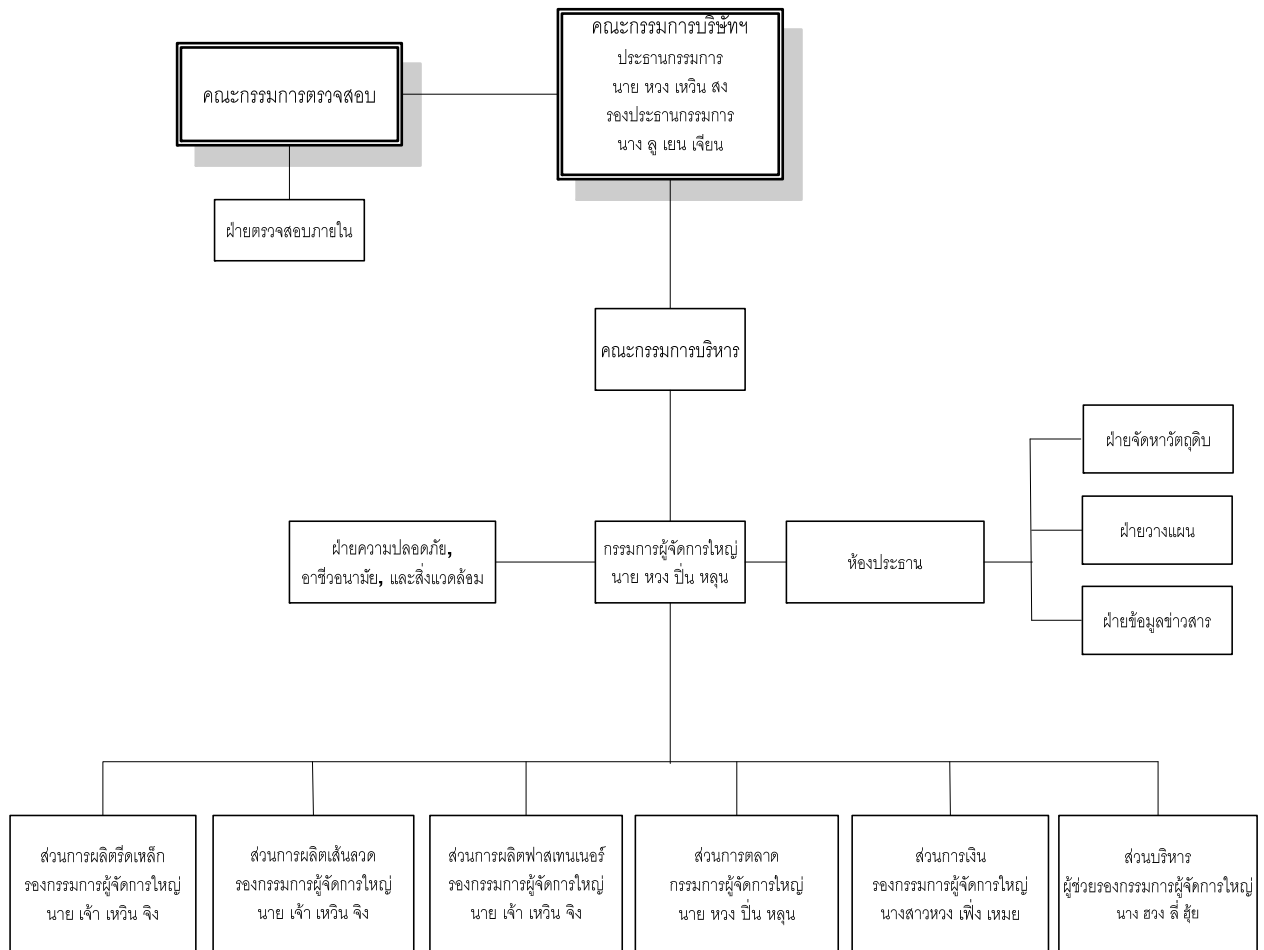 คณะกรรมการบริษัทฯ
ประธานกรรมการ
นาย หวง เหวิน สง
รองประธานกรรมการ
นาง ลู เยน เจียน
คณะกรรมการตรวจสอบ
ฝ่ายตรวจสอบภายใน
คณะกรรมการบริหาร
ฝ่ายจัดหาวัตถุดิบ
ฝ่ายความปลอดภัย,
อาชีวอนามัย, และสิ่งแวดล้อม
กรรมการผู้จัดการใหญ่
นาย หวง ปิ่น หลุน
ห้องประธาน
ฝ่ายวางแผน
ฝ่ายข้อมูลข่าวสาร
ส่วนการผลิตรีดเหล็ก
รองกรรมการผู้จัดการใหญ่
นาย เจ้า เหวิน จิง
ส่วนการผลิตเส้นลวด
รองกรรมการผู้จัดการใหญ่
นาย เจ้า เหวิน จิง
ส่วนการผลิตฟาสเทนเนอร์
รองกรรมการผู้จัดการใหญ่
นาย เจ้า เหวิน จิง
ส่วนการตลาด
กรรมการผู้จัดการใหญ่
นาย หวง ปิ่น หลุน
ส่วนการเงิน
รองกรรมการผู้จัดการใหญ่
นางสาวหวง เฟิ่ง เหมย
ส่วนบริหาร
ผู้ช่วยรองกรรมการผู้จัดการใหญ่
นาง ฮวง ลี่ ฮุ้ย